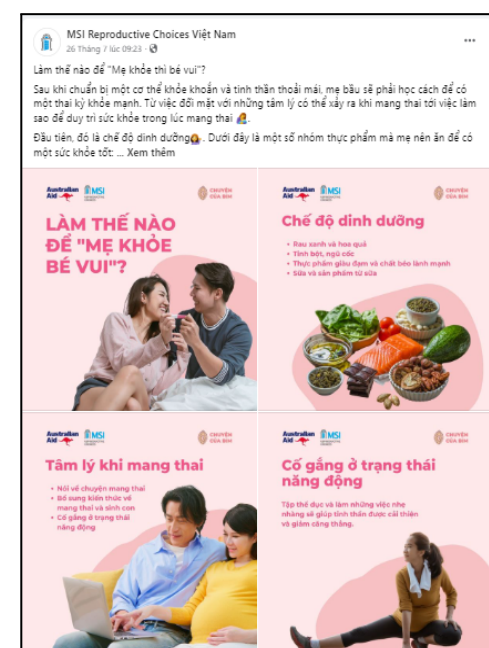 MSI Reproductive Choices Việt Nam
26 Tháng 7 lúc 09:23 ·
Làm thế nào để "Mẹ khỏe thì bé vui"?
Sau khi chuẩn bị một cơ thể khỏe khoắn và tinh thần thoải mái, mẹ bầu sẽ phải học cách để có
một thai kỳ khỏe mạnh. Từ việc đối mặt với những tâm lý có thể xảy ra khi mang thai tới việc làm
sao để duy trì sức khỏe trong lúc mang thai.
Đầu tiên, đó là chế độ dinh dưỡng. Dưới đây là một số nhóm thực phẩm mà mẹ nên ăn để có
một sức khỏe tốt: ... Xem thêm
Australian
Aid
MSI
CHUYỆN
CỦA BÍM
LÀM THẾ NÀO
ĐỂ "MẸ KHỎE
BÉ VUI"?
Australian
Aid
MSI
CHUYỆN
CỦA BÍM
Chế độ dinh dưỡng
• Rau xanh và hoa quả
• Tinh bột, ngũ cốc
• Thực phẩm giàu đạm và chất béo lành mạnh
• Sữa và sản phẩm từ sữa
Australian
Aid
MSI
CHUYỆN
CỦA BÍM
Tâm lý khi mang thai
• Nói về chuyện mang thai
• Bổ sung kiến thức về
mang thai và sinh con
• Cố gắng ở trạng thái
năng động
Australian
Aid
MSI
CHUYỆN
CỦA BÍM
Cố gắng ở trạng thái
năng động
Tập thể dục và làm những việc nhẹ
nhàng sẽ giúp tinh thần được cải thiện
và giảm căng thẳng.